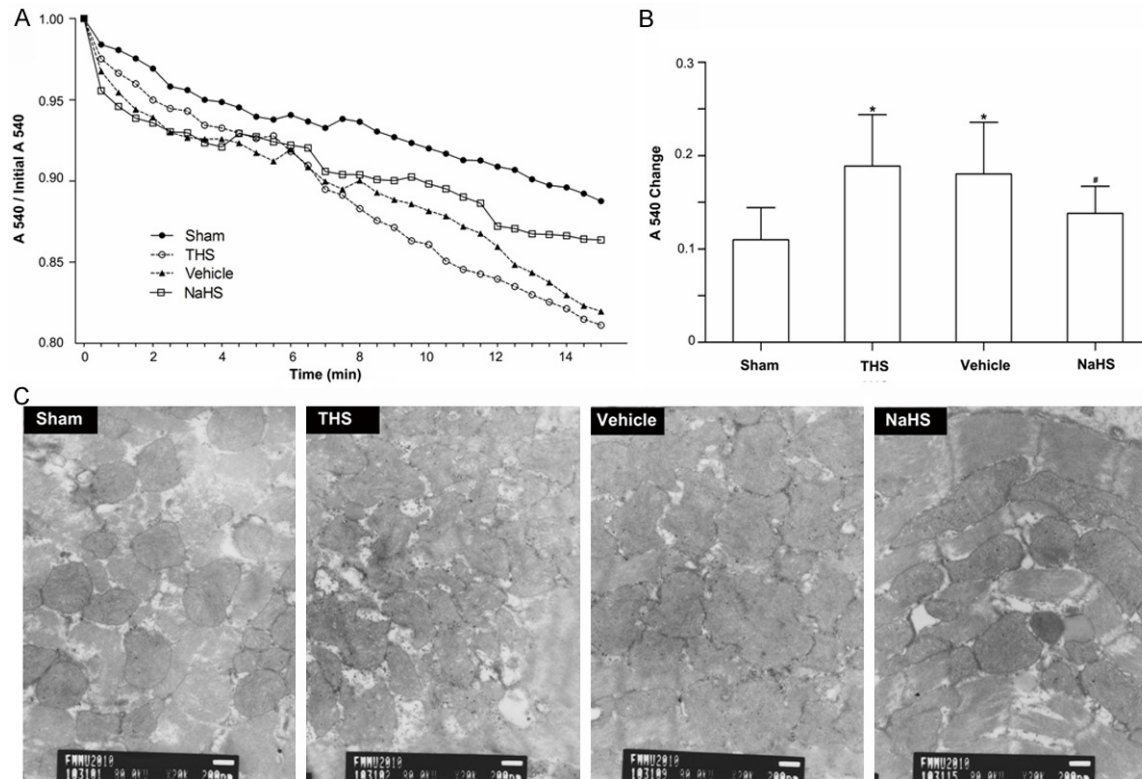 A
1.00
0.95
0.90
0.85
0.80
A 540 / Initial A 540
Sham
THS
Vehicle
NaHS
0 2 4 6 8 10 12 14
Time (min)
B
0.3
0.2
0.1
0
A 540 Change
* * #
Sham THS Vehicle NaHS
C
Sham
FMMU2010
THS
FMMU2010
Vehicle
FMMU2010
NaHS
FMMU2010